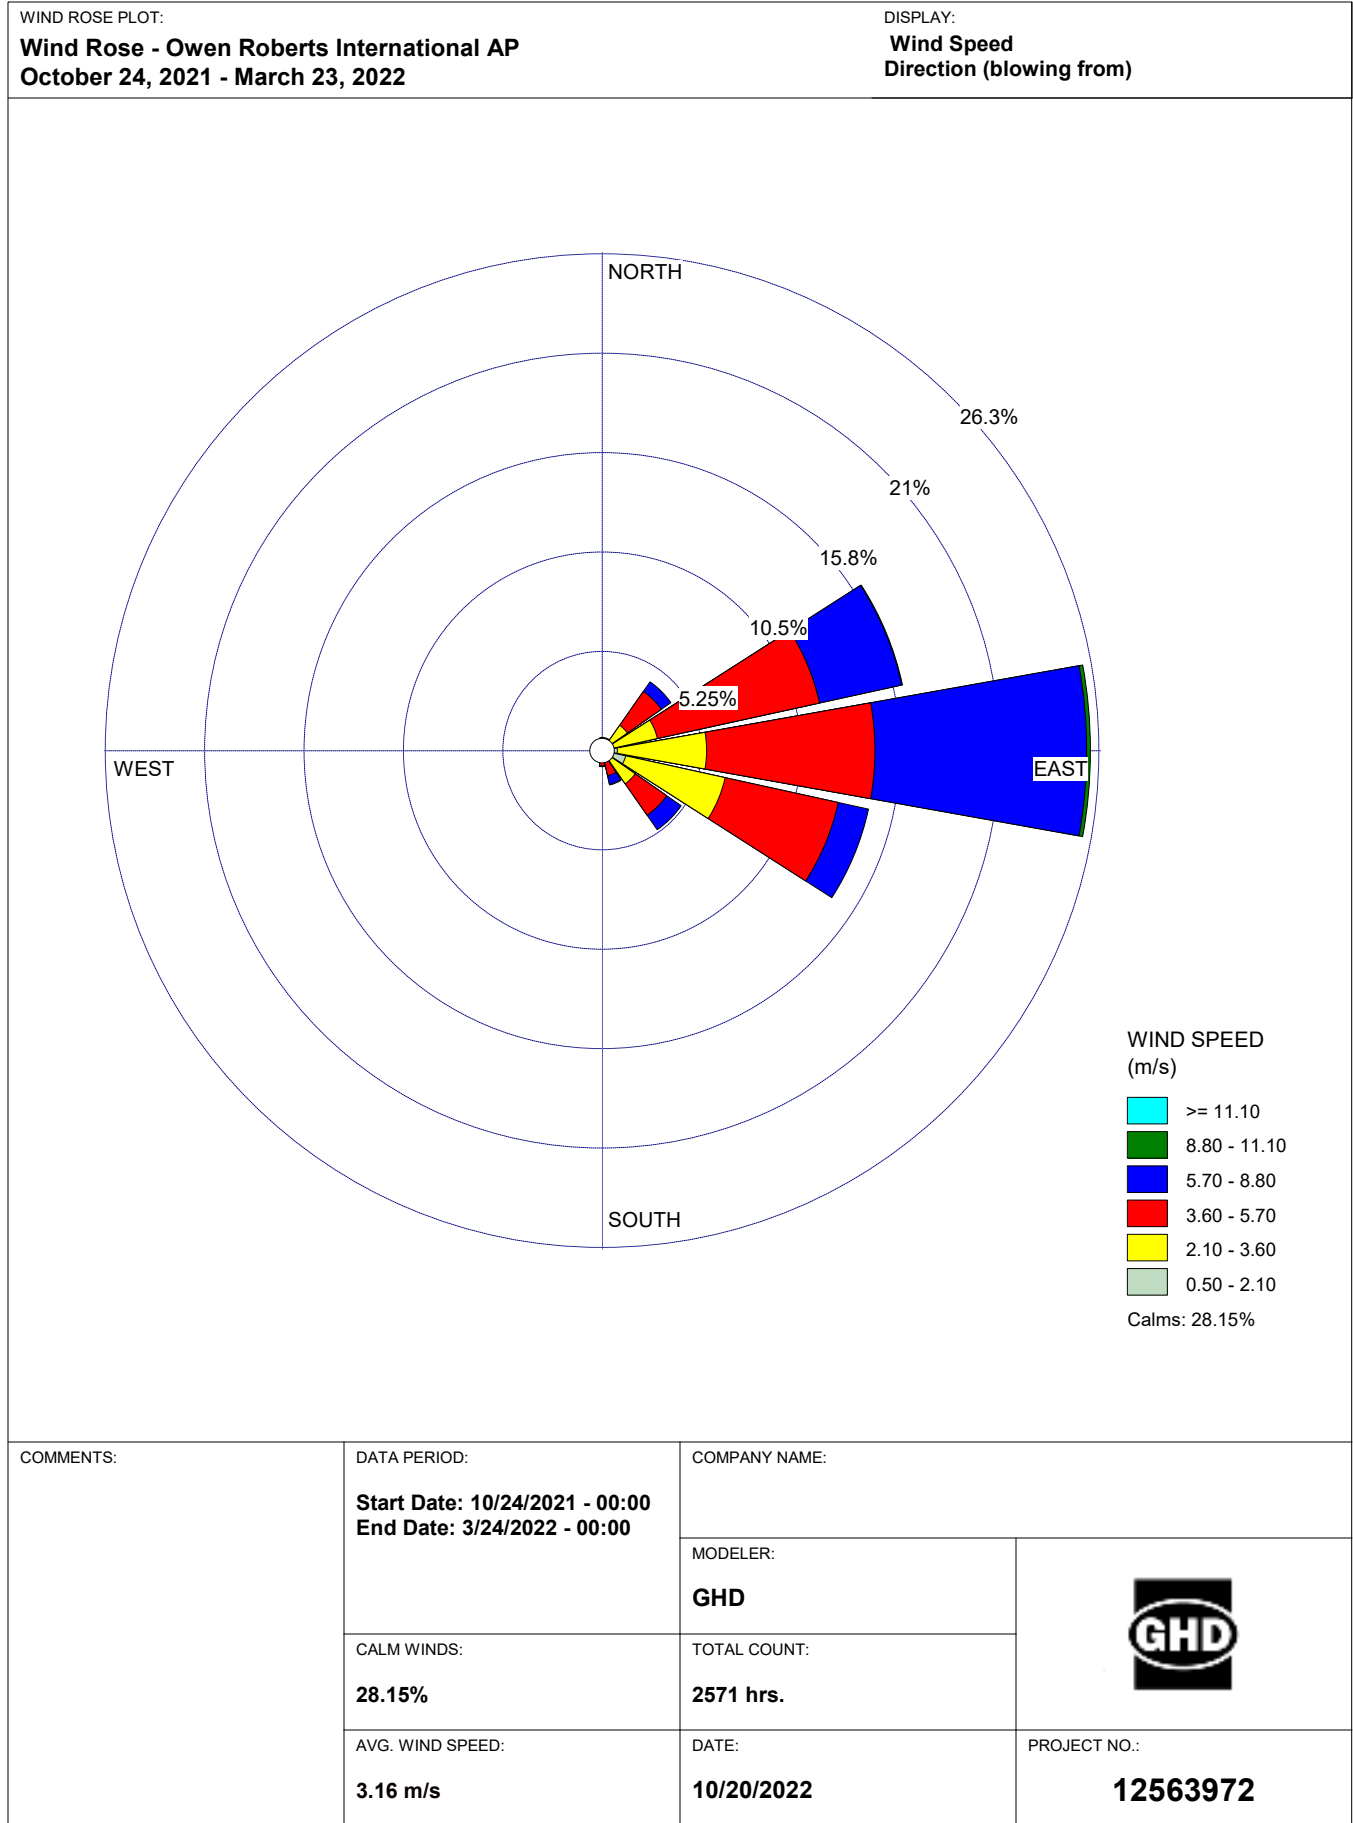 WIND ROSE PLOT:
Wind Rose - Owen Roberts International AP
October 24, 2021 - March 23, 2022
DISPLAY:
Wind Speed
Direction (blowing from)
NORTH
26.3%
21%
15.8%
10.5%
5.25%
WEST
EAST
SOUTH
WIND SPEED
(m/s)
>= 11.10
8.80 - 11.10
5.70 - 8.80
3.60 - 5.70
2.10 - 3.60
0.50 - 2.10
Calms: 28.15%
COMMENTS:
DATA PERIOD:
Start Date: 10/24/2021 - 00:00
End Date: 3/24/2022 - 00:00
COMPANY NAME:
MODELER:
GHD
GHD
CALM WINDS:
28.15%
TOTAL COUNT:
2571 hrs.
AVG. WIND SPEED:
3.16 m/s
DATE:
10/20/2022
PROJECT NO.:
12563972